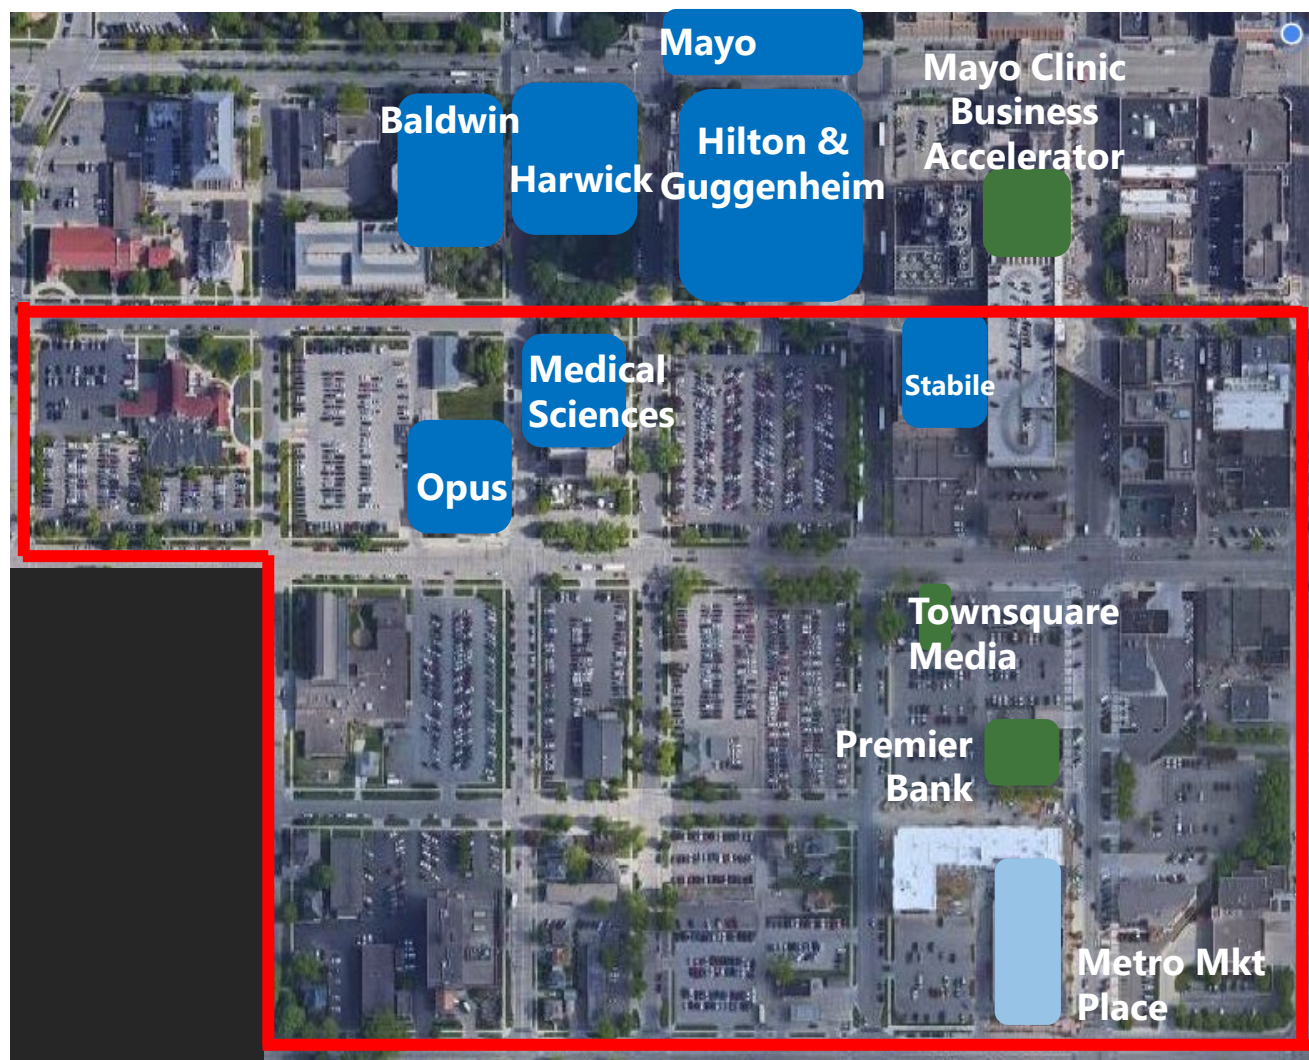 Mayo
Mayo Clinic
Business
Accelerator
Baldwin
Harwick
Hilton &
Guggenheim
Medical
Sciences
Stabile
Opus
Townsquare
Media
Premier
Bank
Metro Mkt
Place